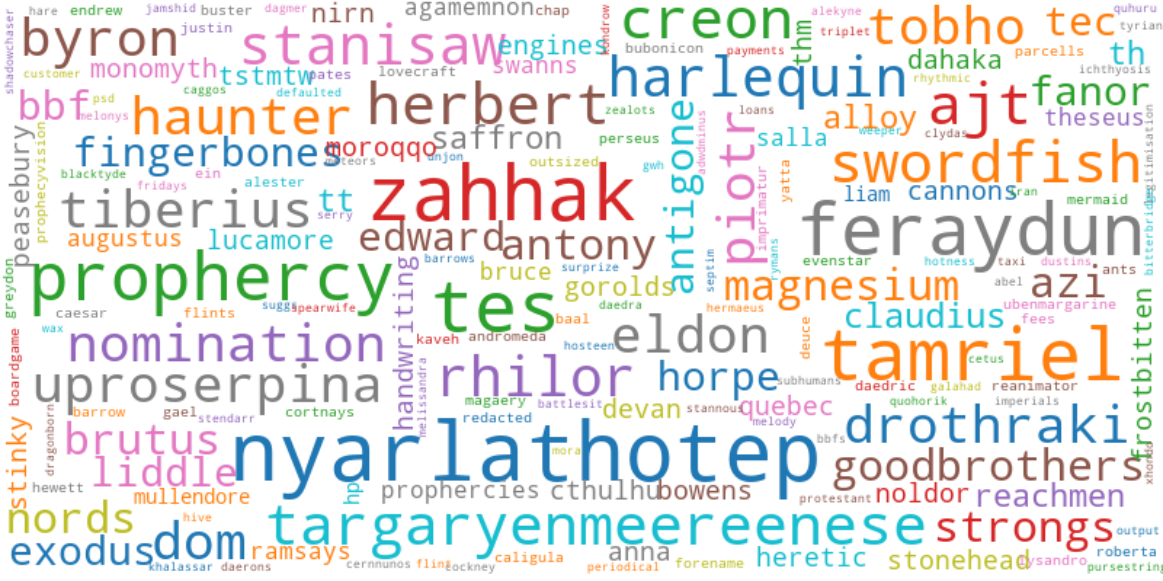 hare endrew jamshid buster dagmer nirn agamemnon chap creon alekyne tobho tec quhuru
shadowchaser byron justin stanisaw engines bubonicon payments thm triplet parcells th tyrian
customer monomyth tstmtw pates lovecraft swanns harlequin dahaka ichthyosis
bbf psd caggos defaulted herbert zealots loans rhythmic ajt fanor
melonys haunter saffron perseus adwdminus alloy weeper clydas theseus
peasebury prophecyvision fingerbones moroqqo meteors unjon outsized gwh antigone piotr salla swordfish
blacktyde fridays ein alester zahhak imprimatur yatta liam cannons mermaid
tiberius tt serry feraydun
augustus lucamore edward antony septim rymans evenstar hotness taxi dustins ants bitterbridge
greydon prophercy handwriting barrows bruce surprize gorolds magnesium abel azi
caesar flints suggs spearwife tes daedra baal hermaeus deuce claudius ubenmargarine fees
wax nomination kaveh andromeda hosteen eldon tamriel cetus frostbitten
boardgame uproserpina melissandra rhilor horpe subhumans daedric galahad reanimator
stinky dragonborn barrow gael stendarr cortnays magaery battlesit devan stannous quebec quohorik imperials
brutus redacted melody drothraki
liddle nyarlathotep mora bbfs goodbrothers xhondo
hewett mullendore hpl prophercies cthulhu bowens protestant noldor reachmen
nords hive targaryenmeereenese strongs output
exodus dom ramsays caligula anna heretic stonehead lysandro roberta
khalassar daerons cernnunos flint cockney periodical forename pursestring